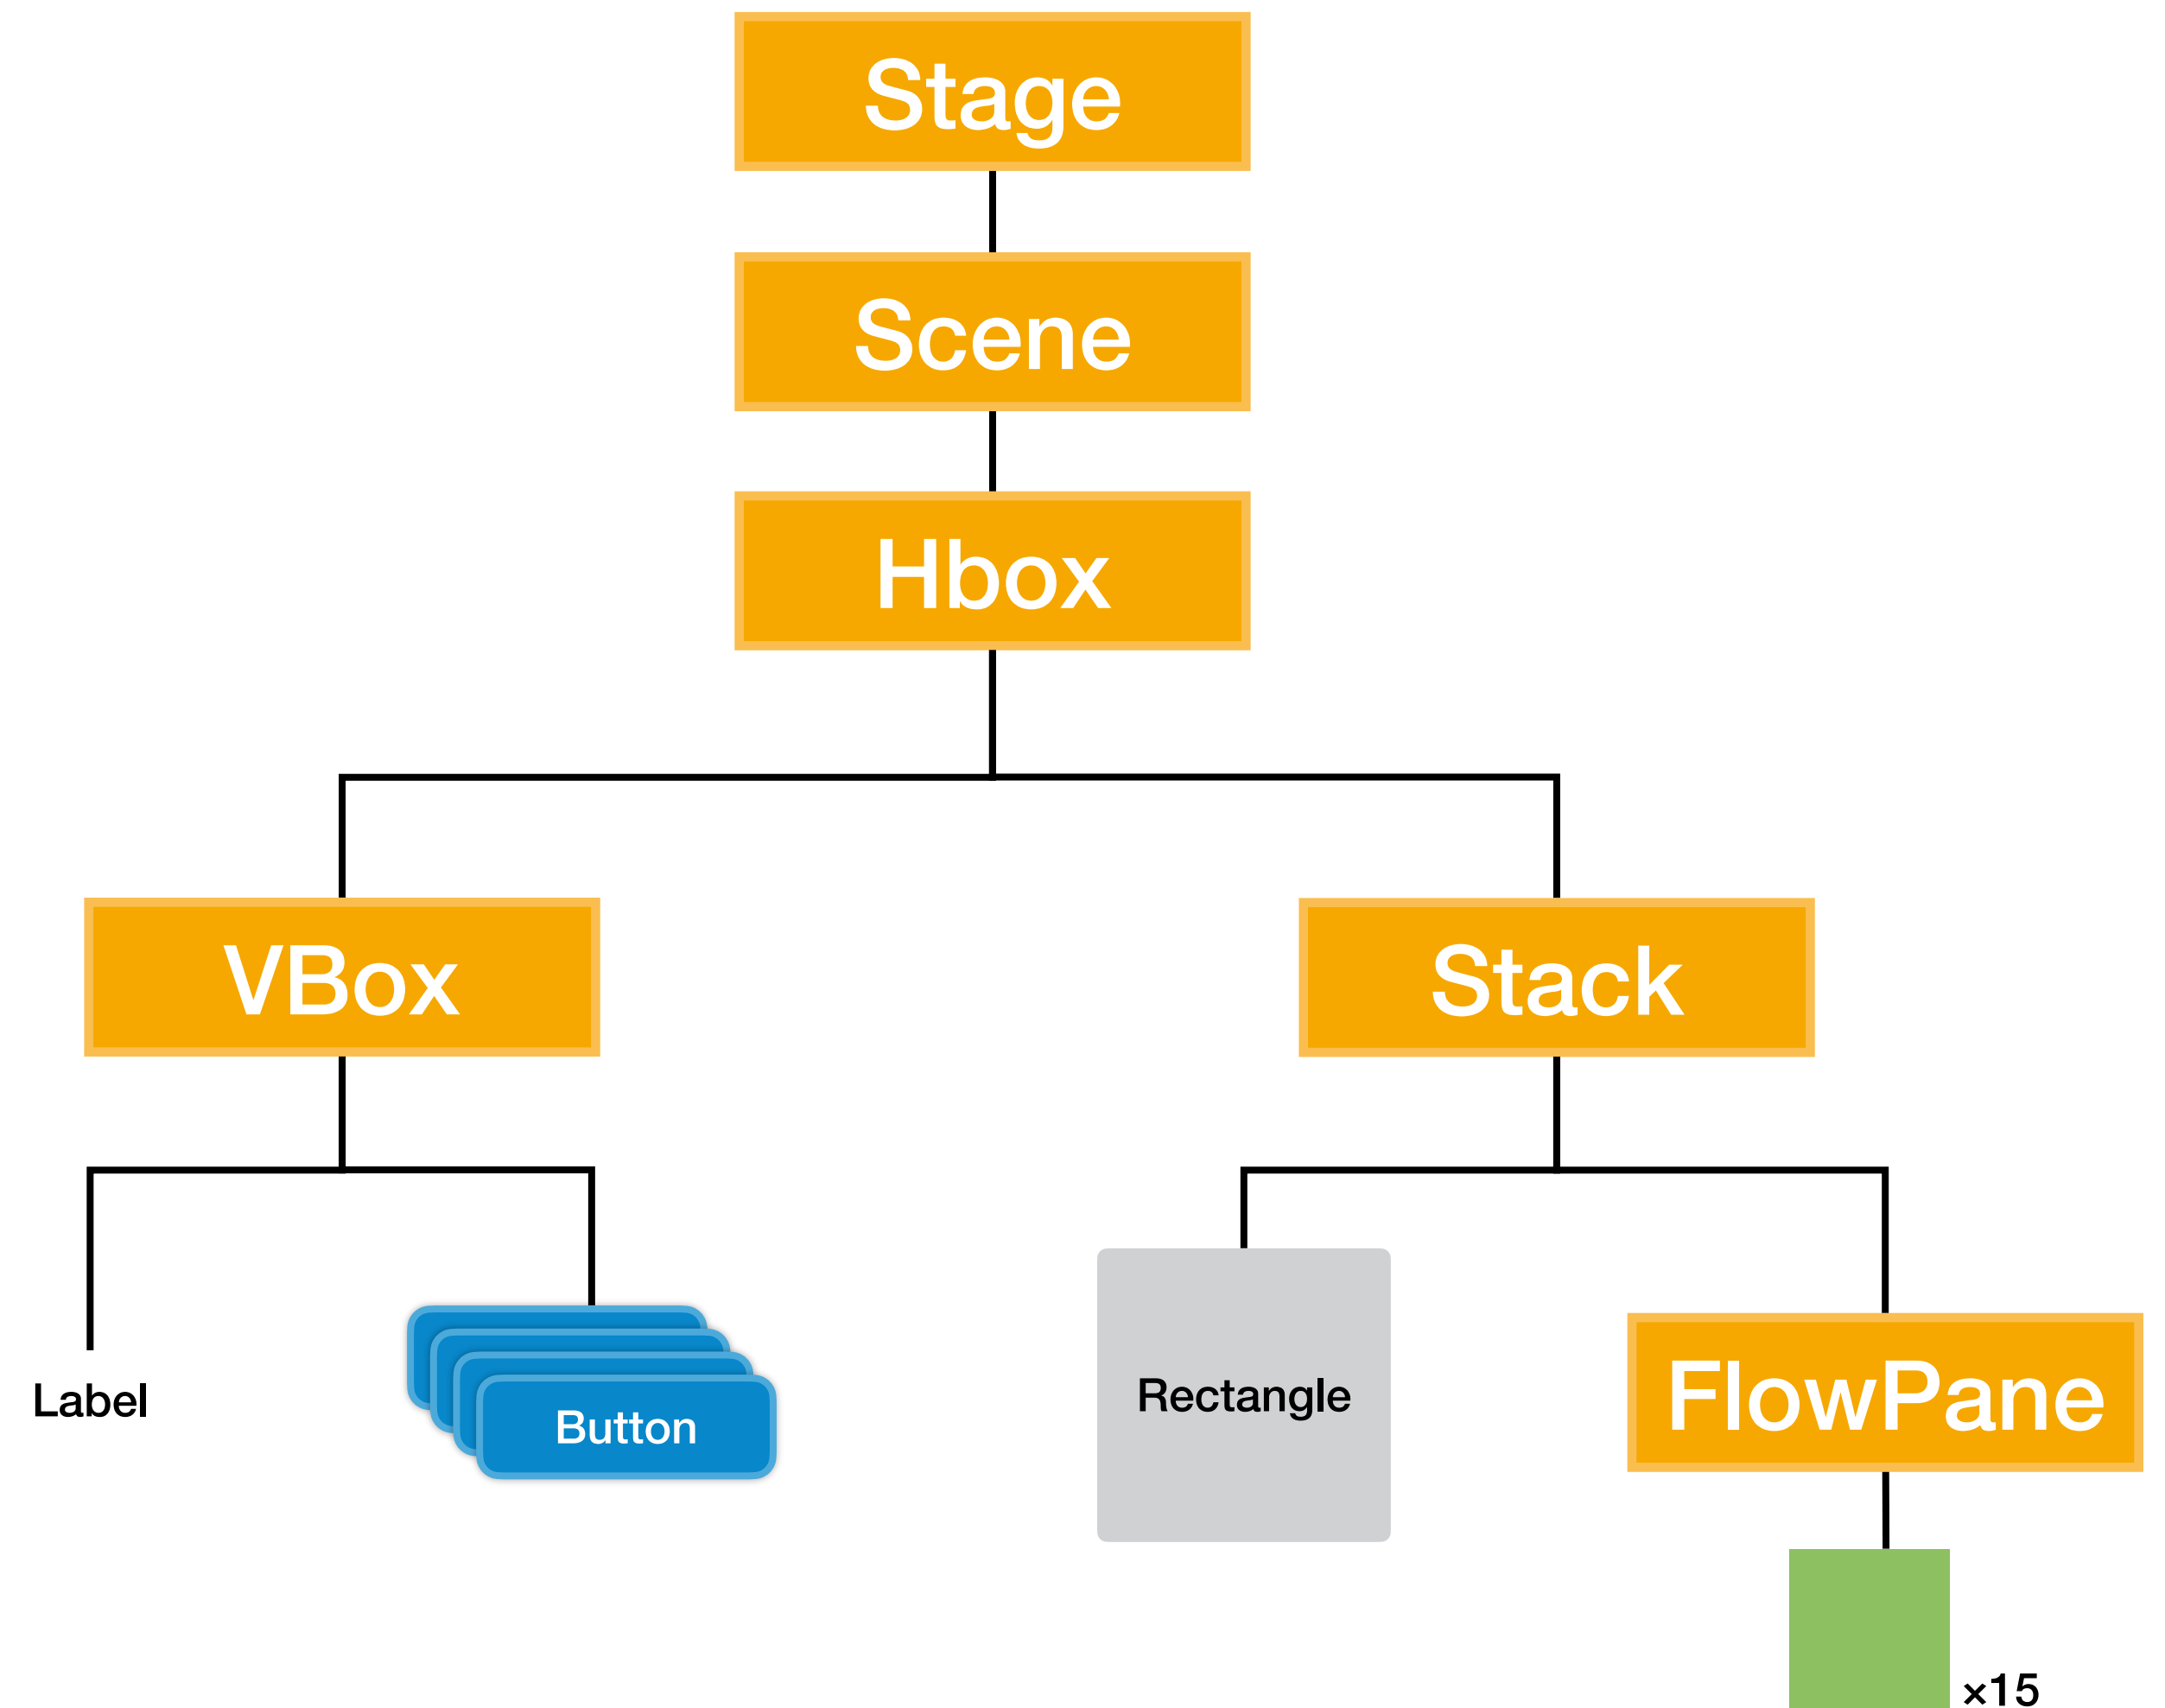 Stage
Scene
Hbox
VBox
Stack
Label
Button
Rectangle
FlowPane
×15